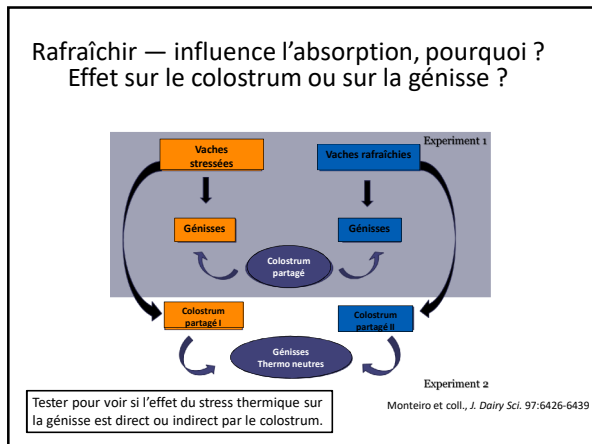 Rafraîchir — influence l’absorption, pourquoi ?
Effet sur le colostrum ou sur la génisse ?
Experiment 1
Vaches
stressées
Vaches rafraîchies
Génisses
Génisses
Colostrum
partagé
Colostrum
partagé I
Colostrum
partagé II
Génisses
Thermo neutres
Experiment 2
Tester pour voir si l’effet du stress thermique sur
la génisse est direct ou indirect par le colostrum.
Monteiro et coll., J. Dairy Sci. 97:6426-6439